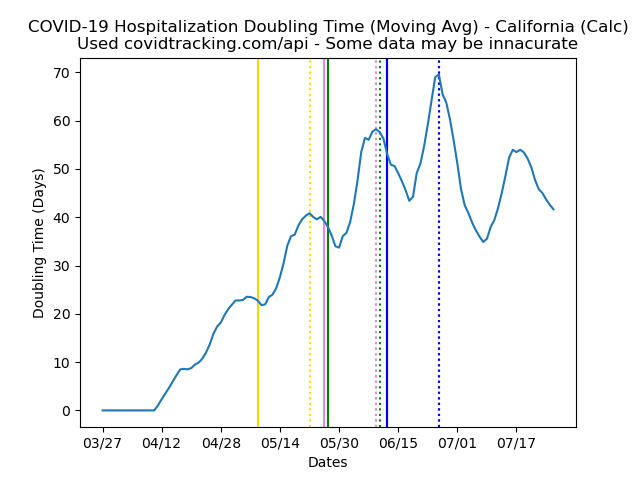 COVID-19 Hospitalization Doubling Time (Moving Avg) - California (Calc)
Used covidtracking.com/api - Some data may be innacurate
70
60
50
40
30
20
10
0
Doubling Time (Days)
03/27 04/12 04/28 05/14 05/30 06/15 07/01 07/17
Dates